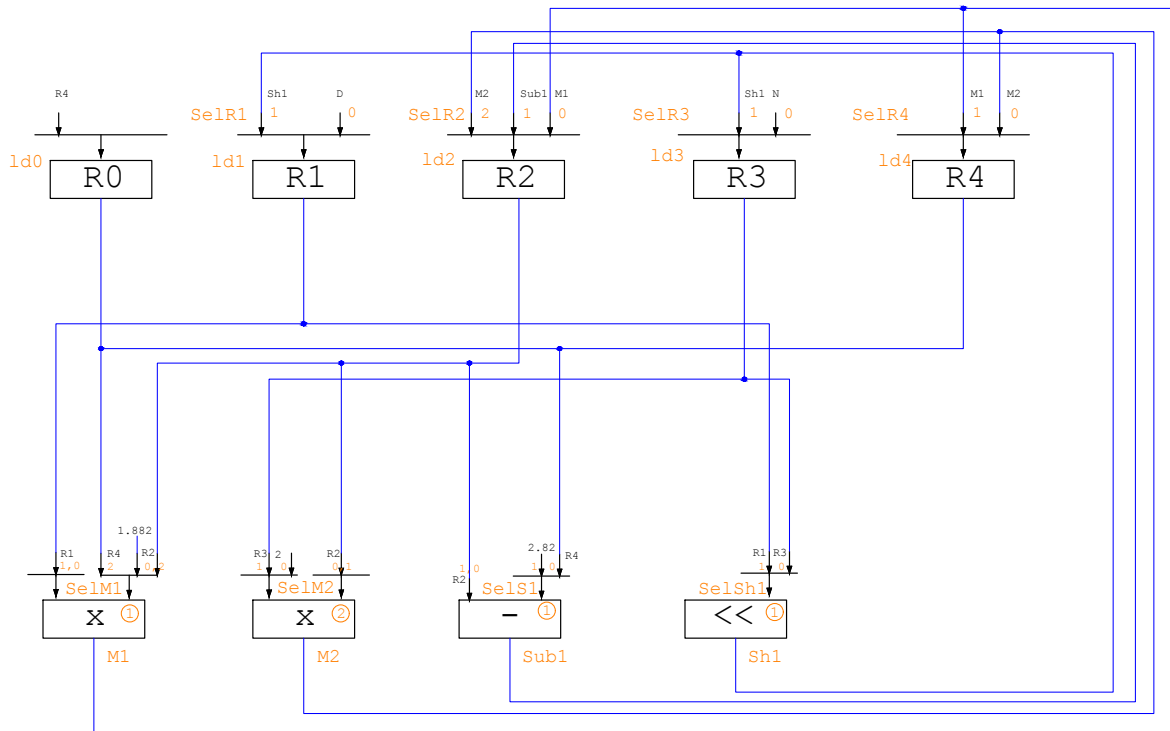 R4 Sh1 D M2 Sub1 M1 Sh1 N M1 M2
SelR1 1 0 SelR2 2 1 0 SelR3 1 0 SelR4 1 0
ld0 ld1 ld2 ld3 ld4
R0 R1 R2 R3 R4
1.882 2.82
R1 R4 R2 R3 2 R2 R4 R1 R3
1,0 2 0,2 1 0 0,1 1,0 1 0 1 0
R2
SelM1 SelM2 SelS1 SelSh1
x 1 x 2 - 1 << 1
M1 M2 Sub1 Sh1